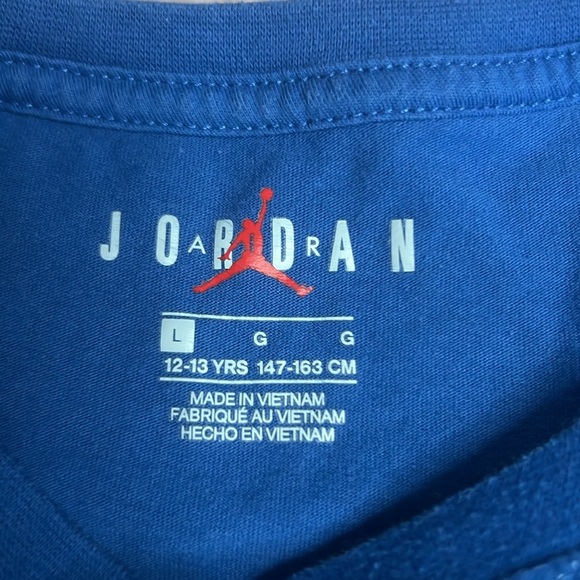 JORDAN
AIR
L G G
12-13 YRS 147-163 CM
MADE IN VIETNAM
FABRIQUÉ AU VIETNAM
HECHO EN VIETNAM